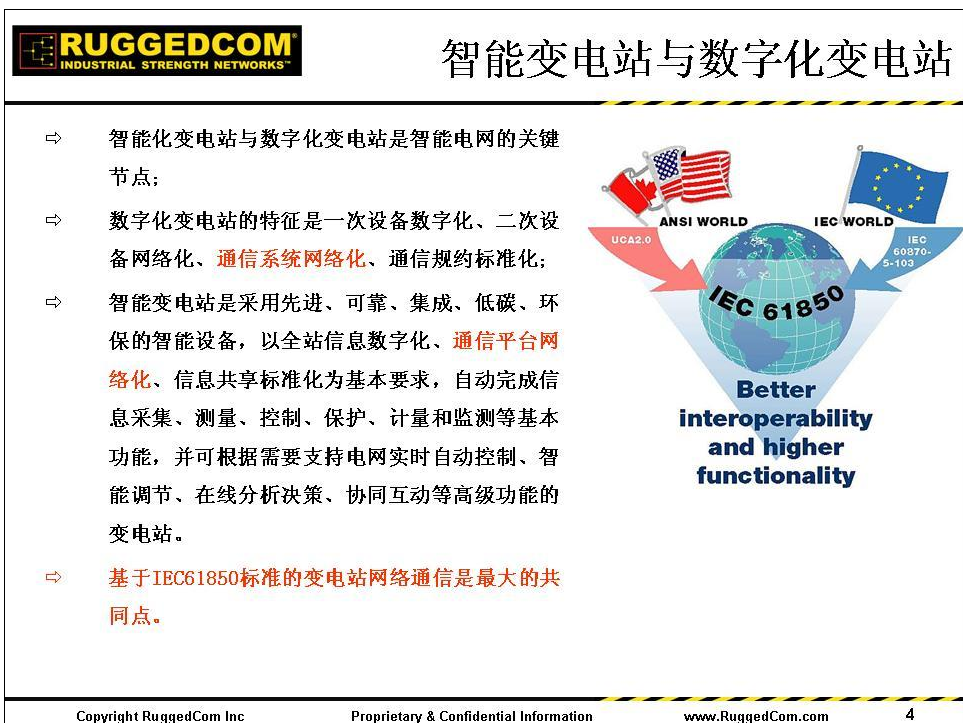 RUGGEDCOM®
INDUSTRIAL STRENGTH NETWORKS™
智能变电站与数字化变电站
⇨ 智能化变电站与数字化变电站是智能电网的关键
节点;
⇨ 数字化变电站的特征是一次设备数字化、二次设
备网络化、通信系统网络化、通信规约标准化;
⇨ 智能变电站是采用先进、可靠、集成、低碳、环
保的智能设备，以全站信息数字化、通信平台网
络化、信息共享标准化为基本要求，自动完成信
息采集、测量、控制、保护、计量和监测等基本
功能，并可根据需要支持电网实时自动控制、智
能调节、在线分析决策、协同互动等高级功能的
变电站。
⇨ 基于IEC61850标准的变电站网络通信是最大的共
同点。
ANSI WORLD
IEC WORLD
UCA2.0
IEC
60870-
5-103
IEC 61850
Better
interoperability
and higher
functionality
Copyright RuggedCom Inc
Proprietary & Confidential Information
www.RuggedCom.com
4